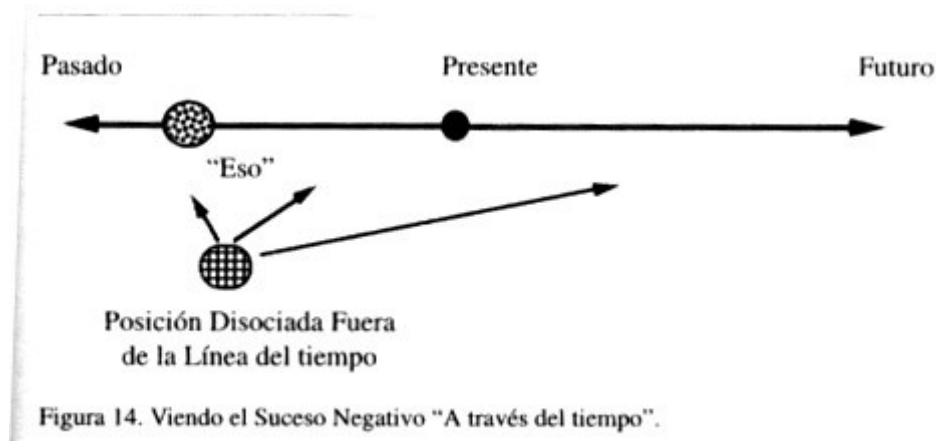 Pasado
Presente
Futuro
“Eso”
Posición Disociada Fuera
de la Línea del tiempo
Figura 14. Viendo el Suceso Negativo “A través del tiempo”.